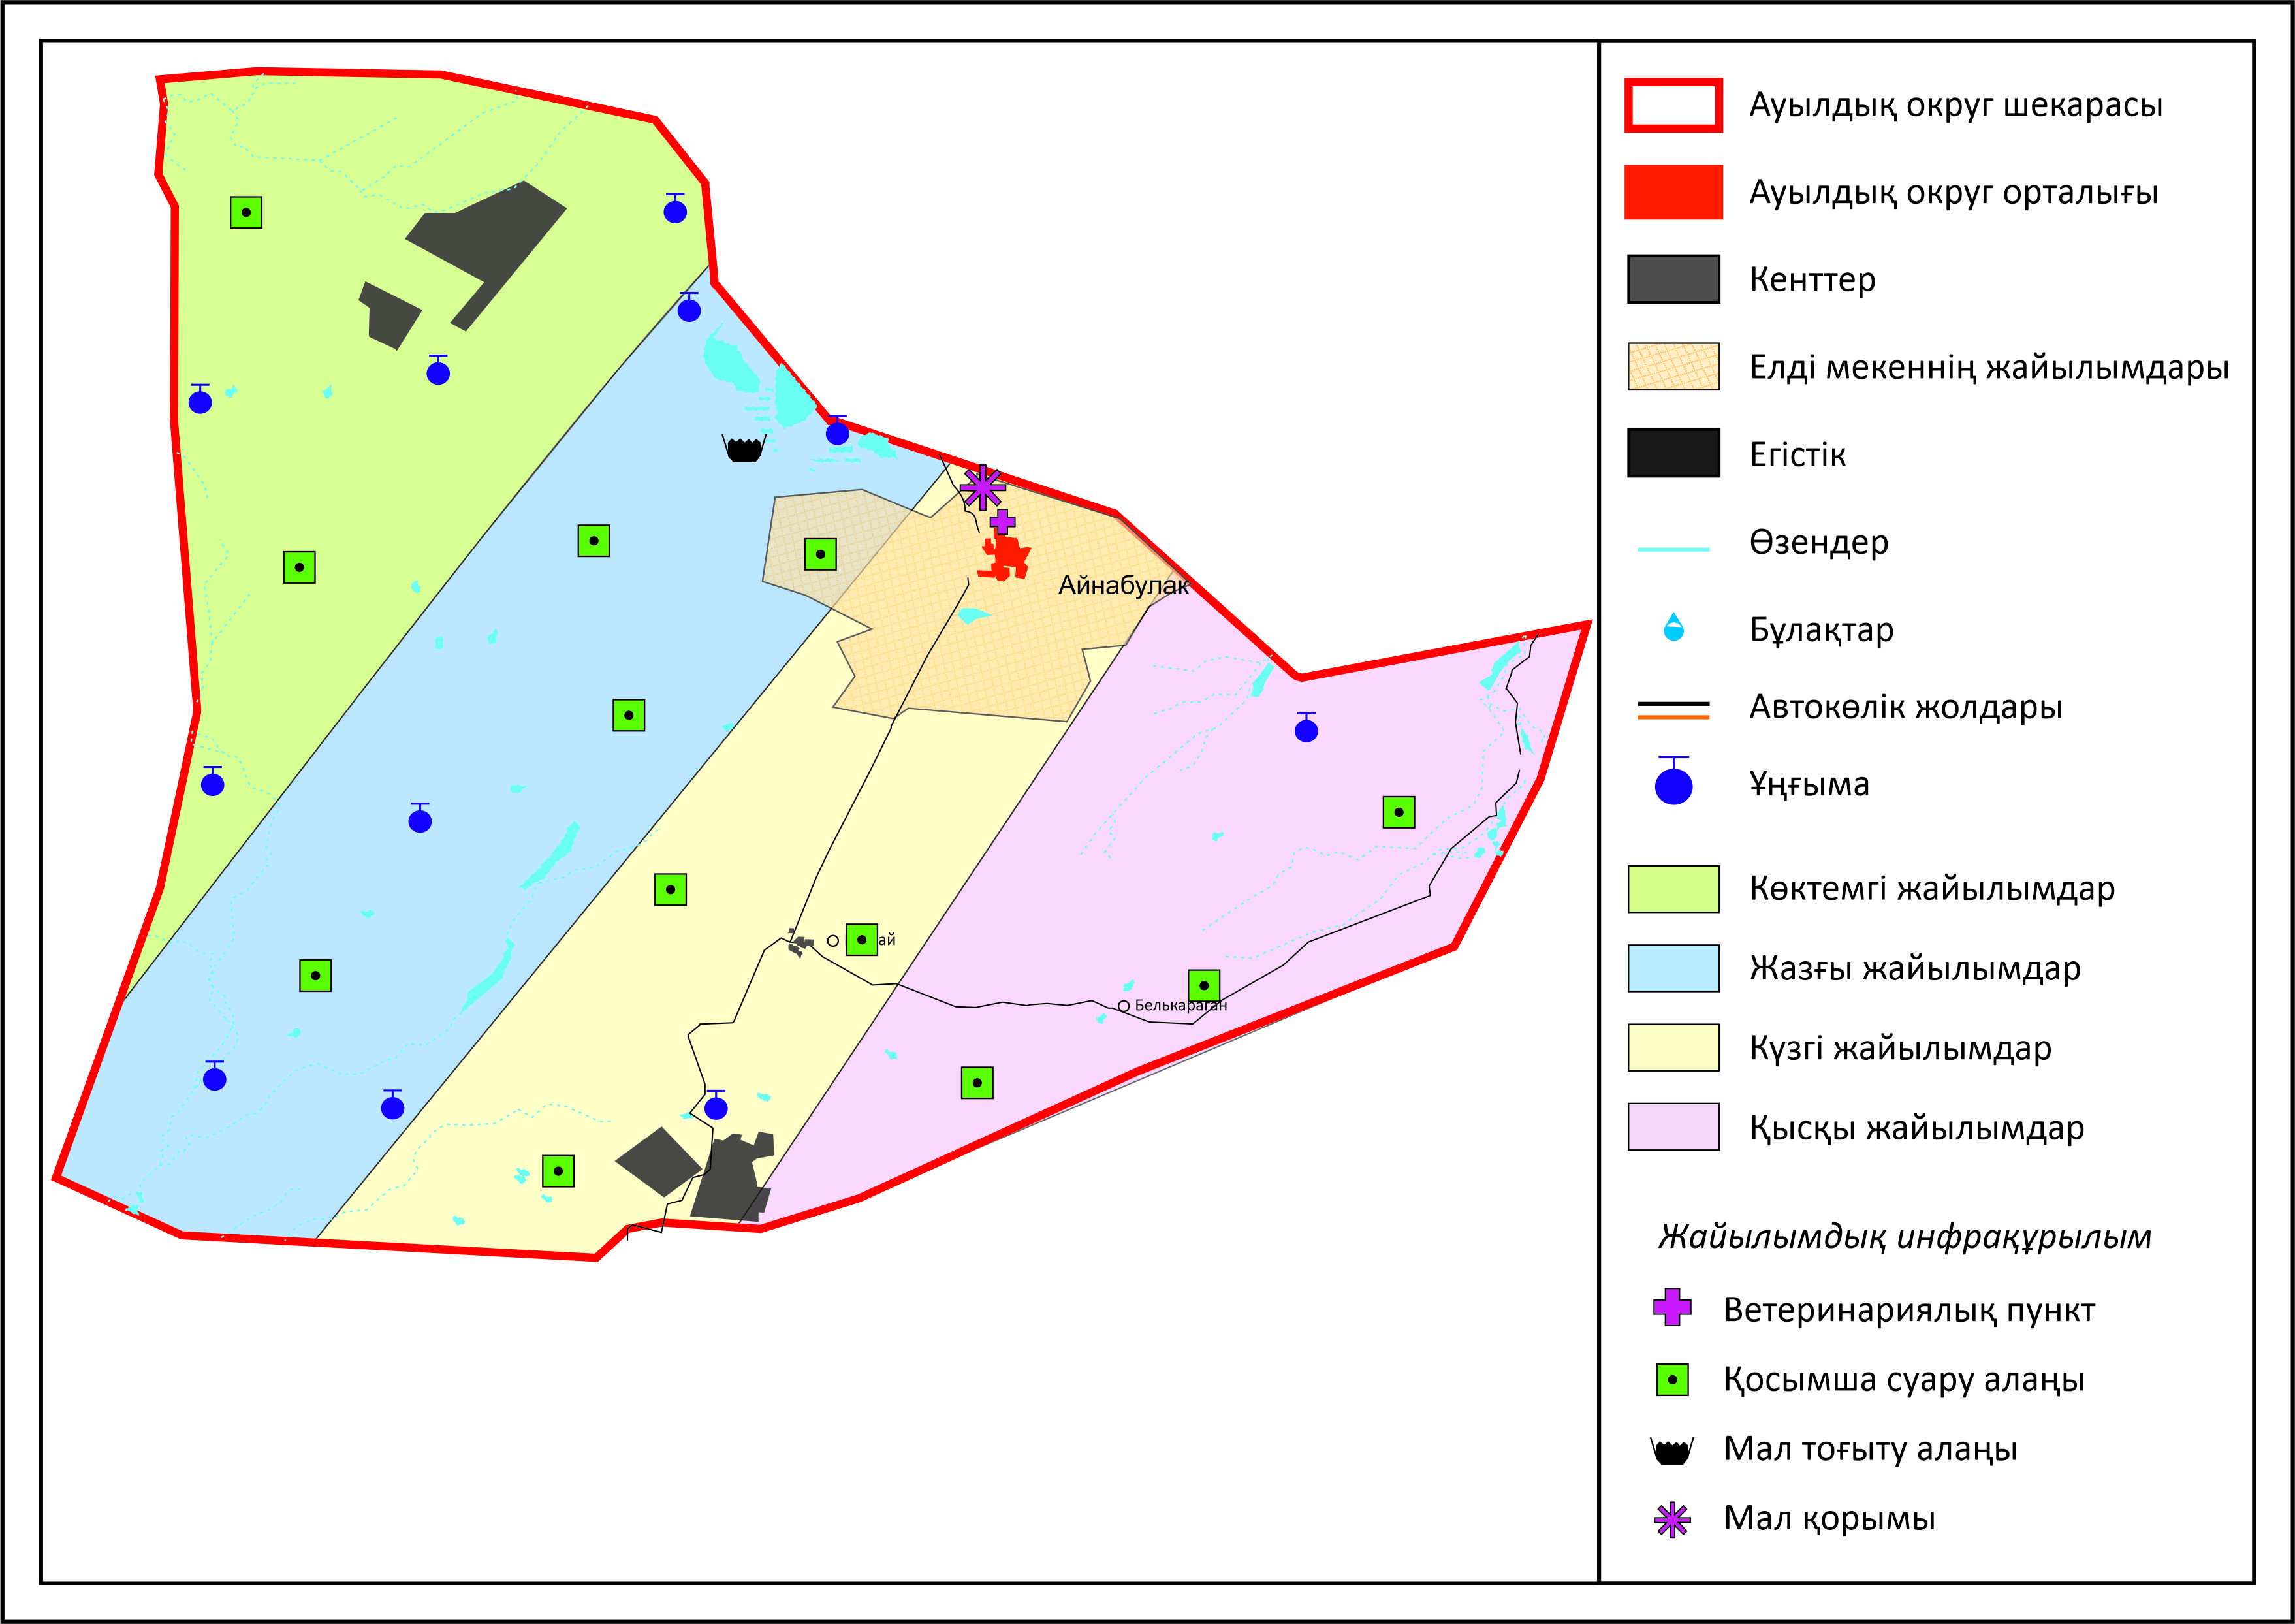 Айнабулак
ай
Белькараган
Ауылдық округ шекарасы
Ауылдық округ орталығы
Кенттер
Елді мекеннің жайылымдары
Егістік
Өзендер
Бұлақтар
Автокөлік жолдары
Ұңғыма
Көктемгі жайылымдар
Жазғы жайылымдар
Күзгі жайылымдар
Қысқы жайылымдар
Жайылымдық инфрақұрылым
Ветеринариялық пункт
Қосымша суару алаңы
Мал тоғыту алаңы
Мал қорымы